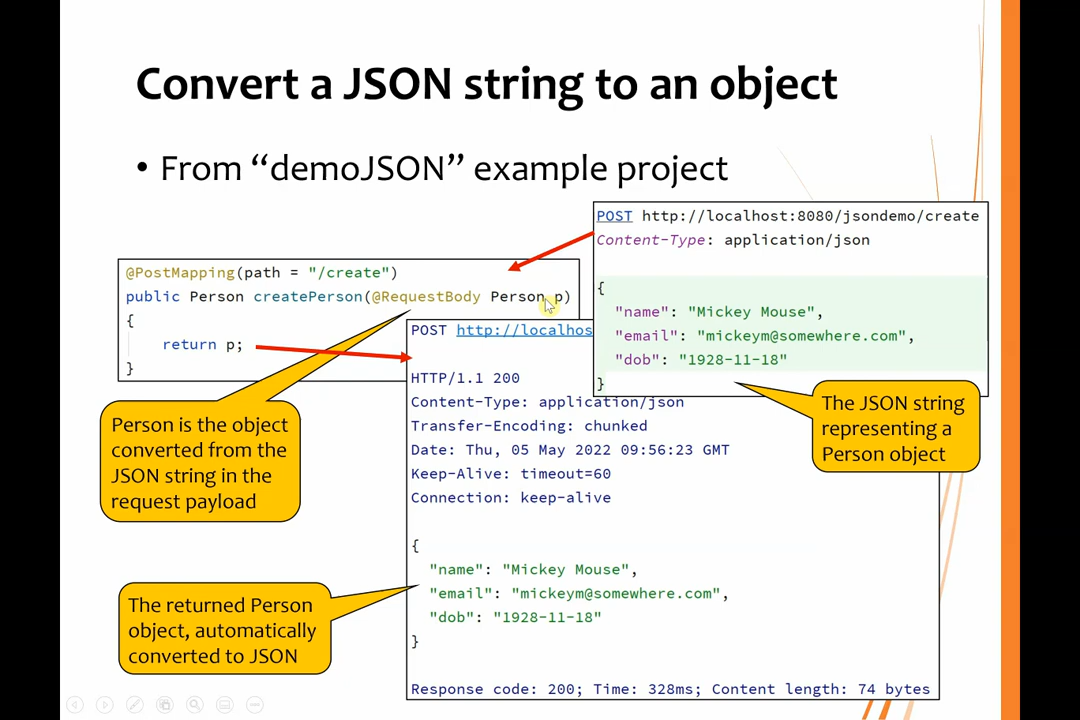 Convert a JSON string to an object
• From “demoJSON” example project
POST http://localhost:8080/jsondemo/create
Content-Type: application/json
{
"name": "Mickey Mouse",
"email": "mickeym@somewhere.com",
"dob": "1928-11-18"
}
@PostMapping(path = "/create")
public Person createPerson(@RequestBody Person p)
{
return p;
}
The JSON string
representing a
Person object
Person is the object
converted from the
JSON string in the
request payload
POST http://localhos
HTTP/1.1 200
Content-Type: application/json
Transfer-Encoding: chunked
Date: Thu, 05 May 2022 09:56:23 GMT
Keep-Alive: timeout=60
Connection: keep-alive
{
"name": "Mickey Mouse",
"email": "mickeym@somewhere.com",
"dob": "1928-11-18"
}
Response code: 200; Time: 328ms; Content length: 74 bytes
The returned Person
object, automatically
converted to JSON